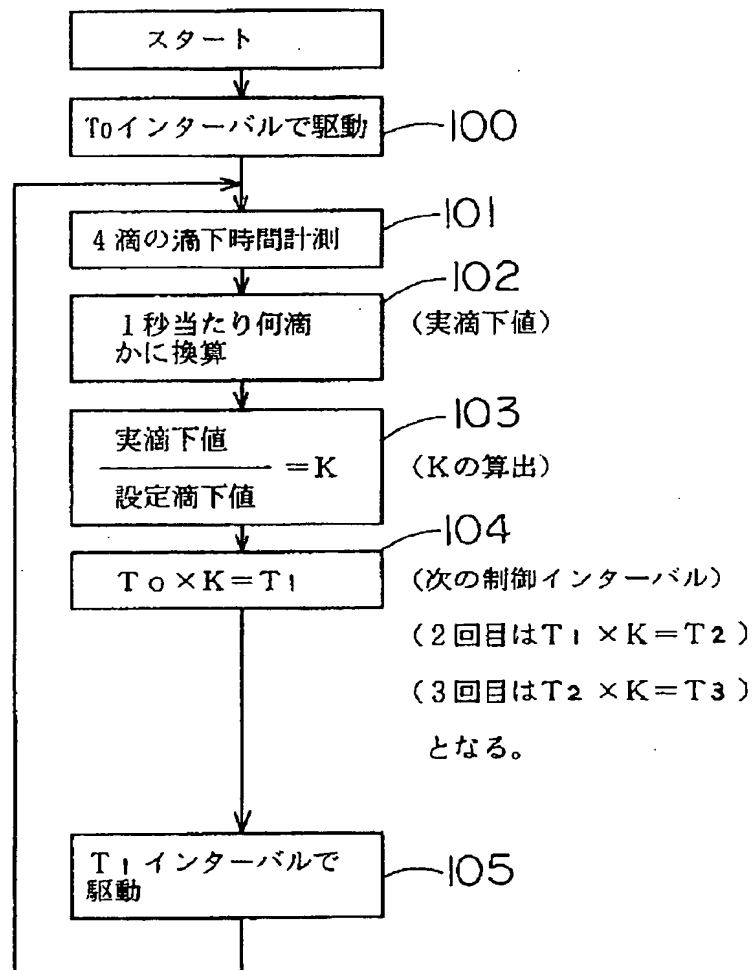 スタート
T0インターバルで駆動
100
4滴の滴下時間計測
101
1秒当たり何滴
かに換算
102
(実滴下値)
実滴下値
設定滴下値
=K
103
(Kの算出)
T0×K=T1
104
(次の制御インターバル)
(2回目はT1×K=T2)
(3回目はT2×K=T3)
となる。
T1インターバルで
駆動
105